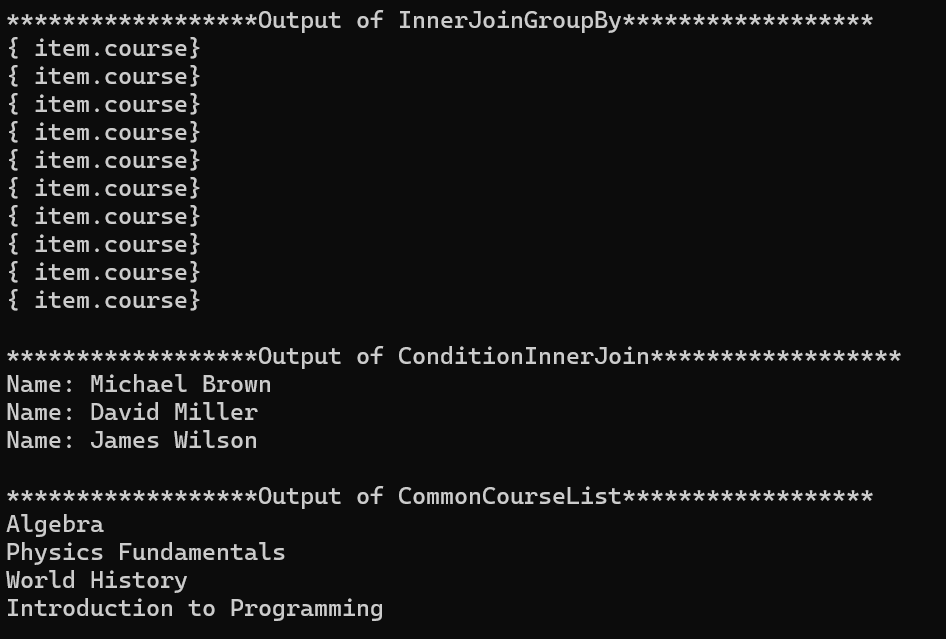 ******************Output of InnerJoinGroupBy******************
{ item.course}
{ item.course}
{ item.course}
{ item.course}
{ item.course}
{ item.course}
{ item.course}
{ item.course}
{ item.course}
{ item.course}

******************Output of ConditionInnerJoin******************
Name: Michael Brown
Name: David Miller
Name: James Wilson

******************Output of CommonCourseList******************
Algebra
Physics Fundamentals
World History
Introduction to Programming